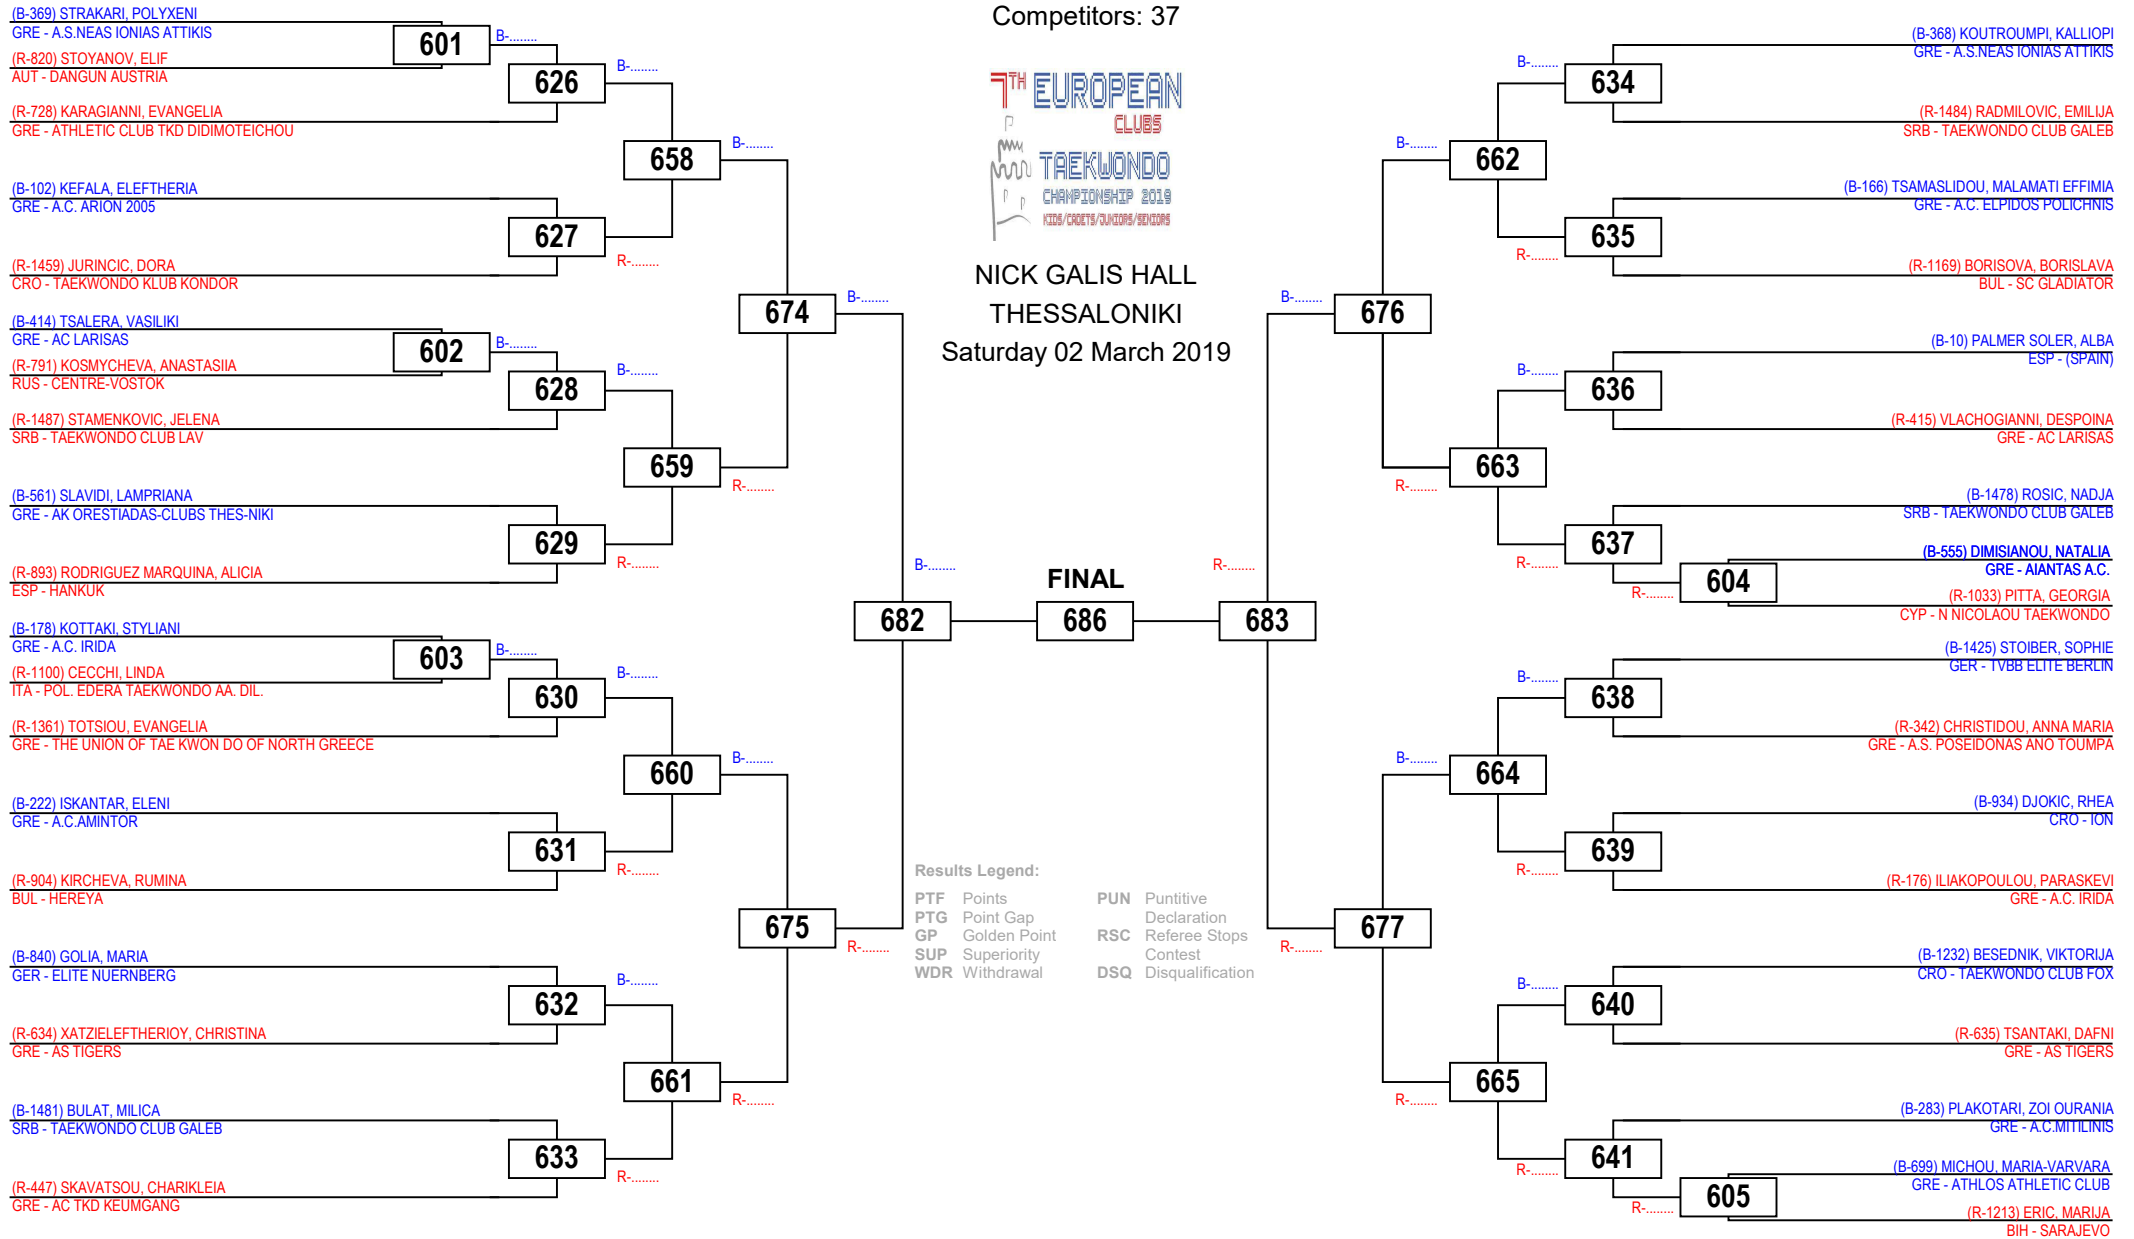 Competitors: 37
7TH EUROPEAN
CLUBS
TAEKWONDO
CHAMPIONSHIP 2019
KIDS/CADETS/JUNIORS/SENIORS
NICK GALIS HALL
THESSALONIKI
Saturday 02 March 2019
(B-369) STRAKARI, POLYXENI
GRE - A.S.NEAS IONIAS ATTIKIS
601
B-........
(R-820) STOYANOV, ELIF
AUT - DANGUN AUSTRIA
626
B-........
(R-728) KARAGIANNI, EVANGELIA
GRE - ATHLETIC CLUB TKD DIDIMOTEICHOU
658
B-........
(B-102) KEFALA, ELEFTHERIA
GRE - A.C. ARION 2005
627
R-........
(R-1459) JURINCIC, DORA
CRO - TAEKWONDO KLUB KONDOR
674
B-........
(B-414) TSALERA, VASILIKI
GRE - AC LARISAS
602
B-........
(R-791) KOSMYCHEVA, ANASTASIIA
RUS - CENTRE-VOSTOK
628
B-........
(R-1487) STAMENKOVIC, JELENA
SRB - TAEKWONDO CLUB LAV
659
R-........
(B-561) SLAVIDI, LAMPRIANA
GRE - AK ORESTIADAS-CLUBS THES-NIKI
629
R-........
(R-893) RODRIGUEZ MARQUINA, ALICIA
ESP - HANKUK
682
B-........
(B-178) KOTTAKI, STYLIANI
GRE - A.C. IRIDA
603
B-........
(R-1100) CECCHI, LINDA
ITA - POL. EDERA TAEKWONDO AA. DIL.
630
B-........
(R-1361) TOTSIOU, EVANGELIA
GRE - THE UNION OF TAE KWON DO OF NORTH GREECE
660
B-........
(B-222) ISKANTAR, ELENI
GRE - A.C.AMINTOR
631
R-........
(R-904) KIRCHEVA, RUMINA
BUL - HEREYA
675
R-........
(B-840) GOLIA, MARIA
GER - ELITE NUERNBERG
632
B-........
(R-634) XATZIELEFTHERIOY, CHRISTINA
GRE - AS TIGERS
661
R-........
(B-1481) BULAT, MILICA
SRB - TAEKWONDO CLUB GALEB
633
R-........
(R-447) SKAVATSOU, CHARIKLEIA
GRE - AC TKD KEUMGANG
FINAL
686
Results Legend:
PTF Points
PTG Point Gap
GP Golden Point
SUP Superiority
WDR Withdrawal
PUN Puntitive
Declaration
RSC Referee Stops
Contest
DSQ Disqualification
(B-368) KOUTROUMPI, KALLIOPI
GRE - A.S.NEAS IONIAS ATTIKIS
B-........
634
(R-1484) RADMILOVIC, EMILIJA
SRB - TAEKWONDO CLUB GALEB
B-........
662
(B-166) TSAMASLIDOU, MALAMATI EFFIMIA
GRE - A.C. ELPIDOS POLICHNIS
R-........
635
(R-1169) BORISOVA, BORISLAVA
BUL - SC GLADIATOR
B-........
676
(B-10) PALMER SOLER, ALBA
ESP - (SPAIN)
B-........
636
(R-415) VLACHOGIANNI, DESPOINA
GRE - AC LARISAS
R-........
663
(B-1478) ROSIC, NADJA
SRB - TAEKWONDO CLUB GALEB
R-........
637
(B-555) DIMISIANOU, NATALIA
GRE - AIANTAS A.C.
R-........
604
(R-1033) PITTA, GEORGIA
CYP - N NICOLAOU TAEKWONDO
R-........
683
(B-1425) STOIBER, SOPHIE
GER - TVBB ELITE BERLIN
B-........
638
(R-342) CHRISTIDOU, ANNA MARIA
GRE - A.S. POSEIDONAS ANO TOUMPA
B-........
664
(B-934) DJOKIC, RHEA
CRO - ION
R-........
639
(R-176) ILIAKOPOULOU, PARASKEVI
GRE - A.C. IRIDA
R-........
677
(B-1232) BESEDNIK, VIKTORIJA
CRO - TAEKWONDO CLUB FOX
B-........
640
(R-635) TSANTAKI, DAFNI
GRE - AS TIGERS
R-........
665
(B-283) PLAKOTARI, ZOI OURANIA
GRE - A.C.MITILINIS
R-........
641
(B-699) MICHOU, MARIA-VARVARA
GRE - ATHLOS ATHLETIC CLUB
R-........
605
(R-1213) ERIC, MARIJA
BIH - SARAJEVO